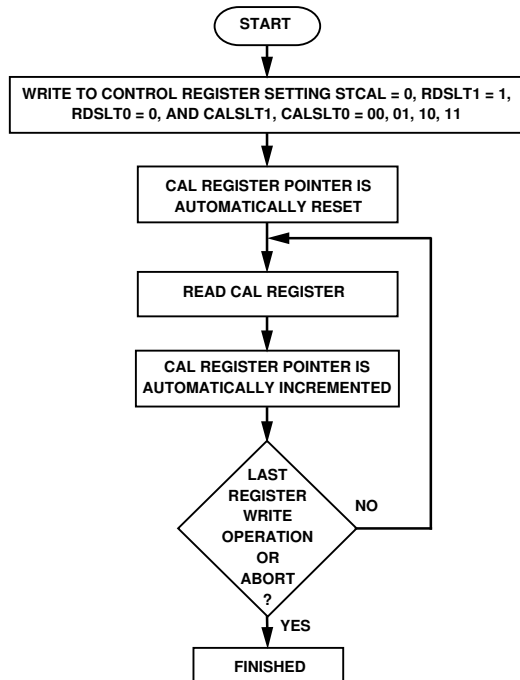 START
WRITE TO CONTROL REGISTER SETTING STCAL = 0, RDSLT1 = 1,
RDSLT0 = 0, AND CALSLT1, CALSLT0 = 00, 01, 10, 11
CAL REGISTER POINTER IS
AUTOMATICALLY RESET
READ CAL REGISTER
CAL REGISTER POINTER IS
AUTOMATICALLY INCREMENTED
LAST
REGISTER
WRITE
OPERATION
OR
ABORT
?
NO
YES
FINISHED